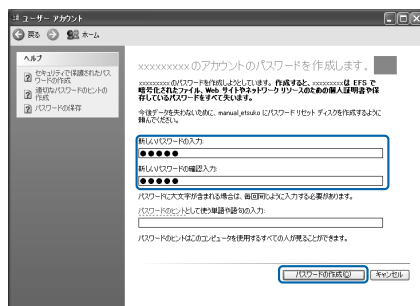 ユーザー アカウント
戻る ホーム
ヘルプ
セキュリティで保護されたパスワードの作成
適切なパスワードのヒントの作成
パスワードの保存
xxxxxxxxx のアカウントのパスワードを作成します。
xxxxxxxxx のパスワードを作成しようとしています。作成すると、xxxxxxxxx は EFS で
暗号化されたファイル、Web サイトやネットワーク リソースのための個人証明書や保
存しているパスワードをすべて失います。
今後データを失わないために、manual_etsuko にパスワード リセット ディスクを作成するように
頼んでください。
新しいパスワードの入力:
●●●●●
新しいパスワードの確認入力:
●●●●●
パスワードに大文字が含まれる場合は、毎回同じように入力する必要があります。
パスワードのヒントとして使う単語や語句の入力:
パスワードのヒントはこのコンピュータを使用するすべての人が見ることができます。
パスワードの作成(C) キャンセル